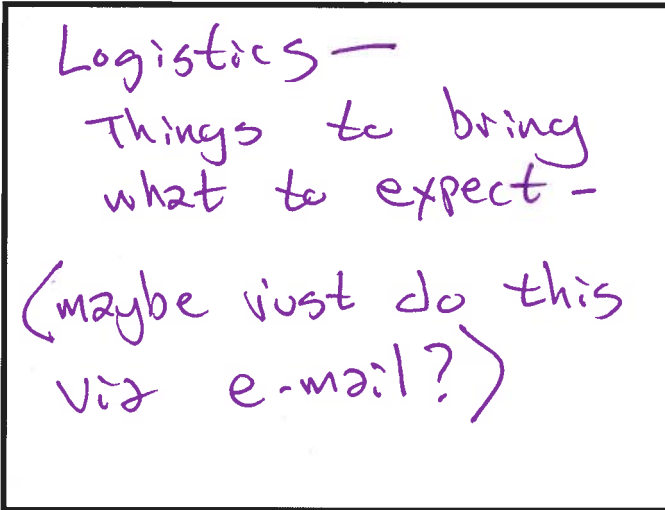 Logistics —
Things to bring
what to expect -
(maybe just do this
via e-mail?)